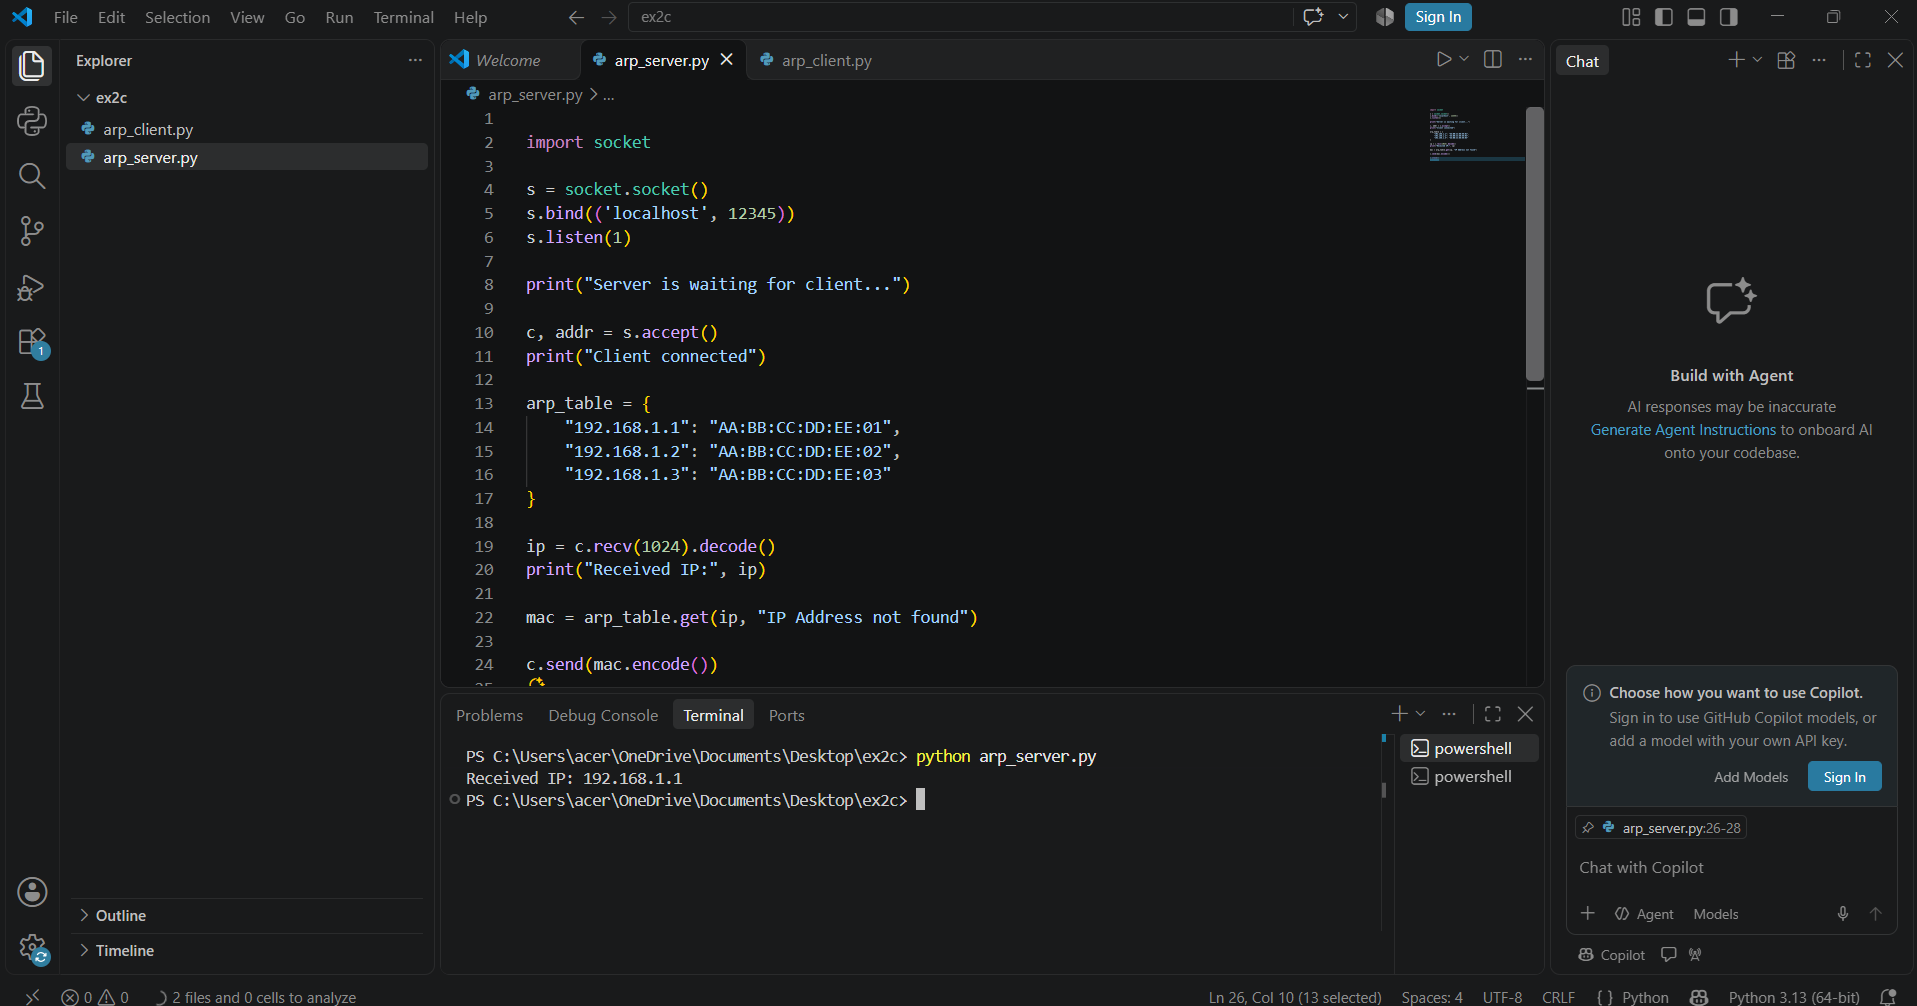 File Edit Selection View Go Run Terminal Help
ex2c
Sign In
Explorer
ex2c
arp_client.py
arp_server.py
Outline
Timeline
Welcome
arp_server.py
arp_client.py
arp_server.py > ...
1
2 import socket
3
4 s = socket.socket()
5 s.bind(('localhost', 12345))
6 s.listen(1)
7
8 print("Server is waiting for client...")
9
10 c, addr = s.accept()
11 print("Client connected")
12
13 arp_table = {
14     "192.168.1.1": "AA:BB:CC:DD:EE:01",
15     "192.168.1.2": "AA:BB:CC:DD:EE:02",
16     "192.168.1.3": "AA:BB:CC:DD:EE:03"
17 }
18
19 ip = c.recv(1024).decode()
20 print("Received IP:", ip)
21
22 mac = arp_table.get(ip, "IP Address not found")
23
24 c.send(mac.encode())
Problems Debug Console Terminal Ports
PS C:\Users\acer\OneDrive\Documents\Desktop\ex2c> python arp_server.py
Received IP: 192.168.1.1
PS C:\Users\acer\OneDrive\Documents\Desktop\ex2c>
powershell
powershell
Chat
Build with Agent
AI responses may be inaccurate
Generate Agent Instructions to onboard AI
onto your codebase.
Choose how you want to use Copilot.
Sign in to use GitHub Copilot models, or
add a model with your own API key.
Add Models Sign In
arp_server.py:26-28
Chat with Copilot
Agent Models
Copilot
1
0 0 2 files and 0 cells to analyze
Ln 26, Col 10 (13 selected) Spaces: 4 UTF-8 CRLF { } Python Python 3.13 (64-bit)